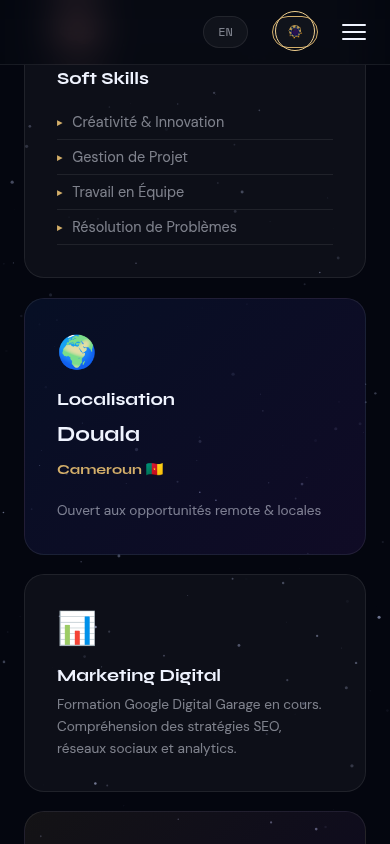 EN
Soft Skills
Créativité & Innovation
Gestion de Projet
Travail en Équipe
Résolution de Problèmes
Localisation
Douala
Cameroun 🇨🇲
Ouvert aux opportunités remote & locales
Marketing Digital
Formation Google Digital Garage en cours.
Compréhension des stratégies SEO,
réseaux sociaux et analytics.